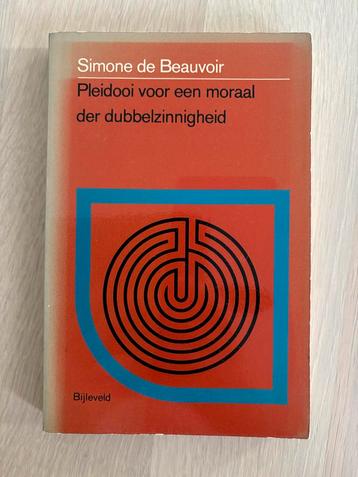 Simone de Beauvoir
Pleidooi voor een moraal
der dubbelzinnigheid
Bijleveld